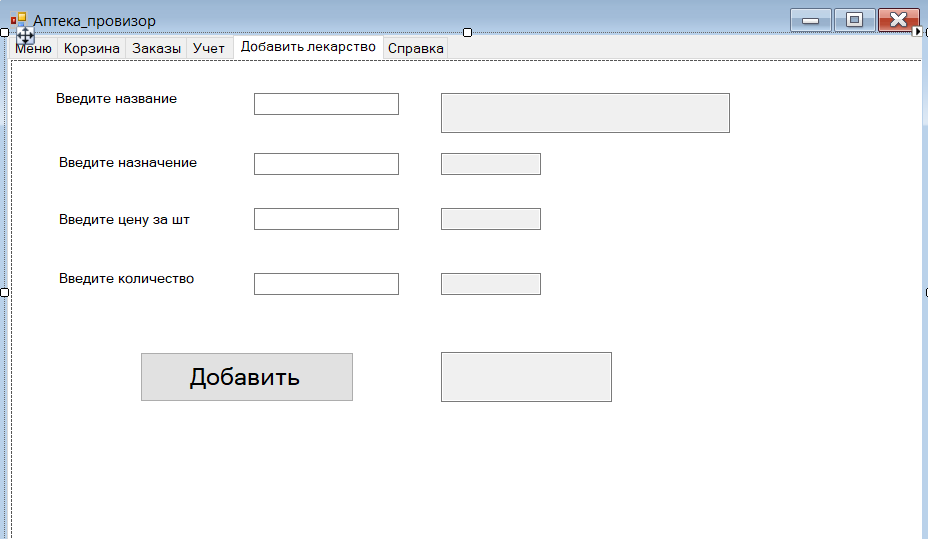 Аптека_провизор
Меню Корзина Заказы Учет Добавить лекарство Справка
Введите название
Введите назначение
Введите цену за шт
Введите количество
Добавить